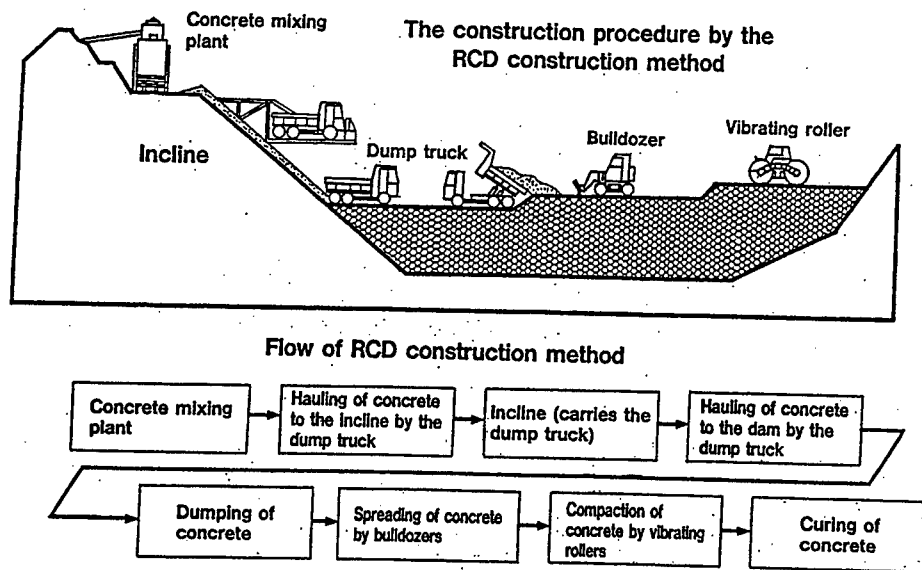 Concrete mixing
plant
The construction procedure by the
RCD construction method
Incline
Dump truck
Bulldozer
Vibrating roller
Flow of RCD construction method
Concrete mixing
plant
Hauling of concrete
to the incline by the
dump truck
Incline (carries the
dump truck)
Hauling of concrete
to the dam by the
dump truck
Dumping of
concrete
Spreading of concrete
by bulldozers
Compaction of
concrete by vibrating
rollers
Curing of
concrete